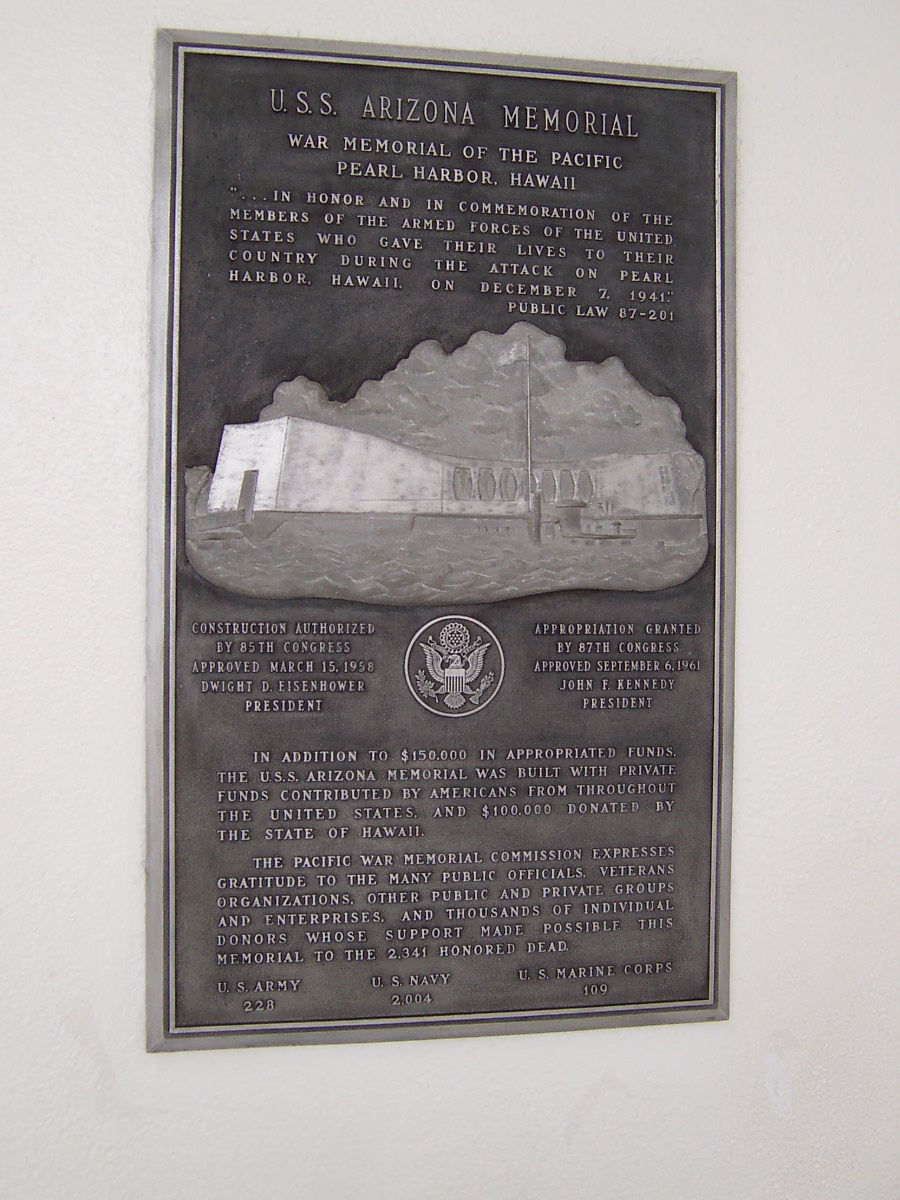 U.S.S. ARIZONA MEMORIAL
WAR MEMORIAL OF THE PACIFIC
PEARL HARBOR, HAWAII
"...IN HONOR AND IN COMMEMORATION OF THE
MEMBERS OF THE ARMED FORCES OF THE UNITED
STATES WHO GAVE THEIR LIVES TO THEIR
COUNTRY DURING THE ATTACK ON PEARL
HARBOR, HAWAII, ON DECEMBER 7, 1941."
PUBLIC LAW 87-201
CONSTRUCTION AUTHORIZED
BY 85TH CONGRESS
APPROVED MARCH 15, 1958
DWIGHT D. EISENHOWER
PRESIDENT
APPROPRIATION GRANTED
BY 87TH CONGRESS
APPROVED SEPTEMBER 6, 1961
JOHN F. KENNEDY
PRESIDENT
IN ADDITION TO $150,000 IN APPROPRIATED FUNDS,
THE U.S.S. ARIZONA MEMORIAL WAS BUILT WITH PRIVATE
FUNDS CONTRIBUTED BY AMERICANS FROM THROUGHOUT
THE UNITED STATES, AND $100,000 DONATED BY
THE STATE OF HAWAII.
THE PACIFIC WAR MEMORIAL COMMISSION EXPRESSES
GRATITUDE TO THE MANY PUBLIC OFFICIALS, VETERANS
ORGANIZATIONS, OTHER PUBLIC AND PRIVATE GROUPS
AND ENTERPRISES, AND THOUSANDS OF INDIVIDUAL
DONORS WHOSE SUPPORT MADE POSSIBLE THIS
MEMORIAL TO THE 2,341 HONORED DEAD.
U.S. ARMY
228
U.S. NAVY
2,004
U.S. MARINE CORPS
109